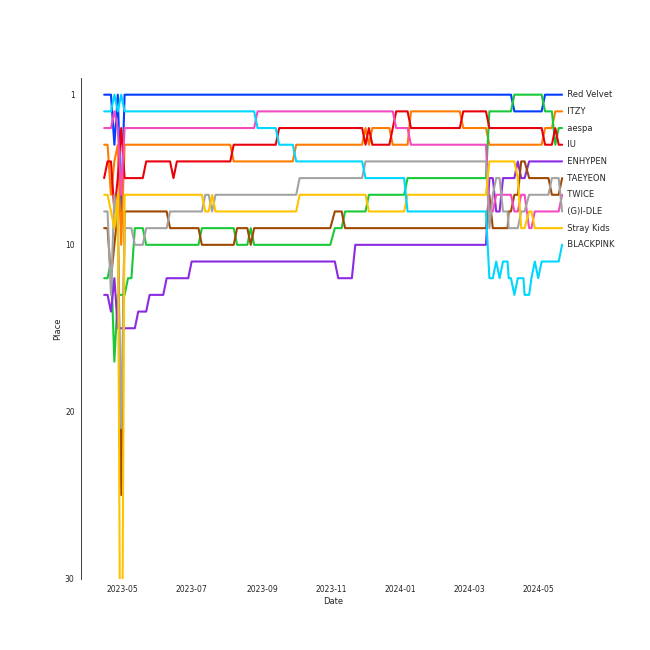 1
10
20
30
Place
2023-05
2023-07
2023-09
2023-11
2024-01
2024-03
2024-05
Date
Red Velvet
ITZY
aespa
IU
ENHYPEN
TAEYEON
TWICE
(G)I-DLE
Stray Kids
BLACKPINK